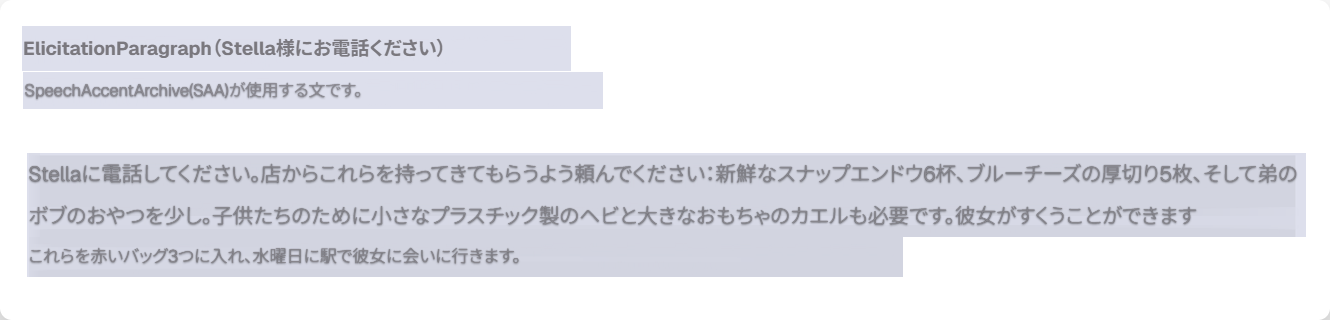 ElicitationParagraph(Stella様にお電話ください)
SpeechAccentArchive(SAA)が使用する文です。
Stellaに電話してください。店からこれらを持ってきてもらうよう頼んでください：新鮮なスナップエンドウ6杯、ブルーチーズの厚切り5枚、そして弟の
ボブのおやつを少し。子供たちのために小さなプラスチック製のヘビと大きなおもちゃのカエルも必要です。彼女がすくうことができます
これらを赤いバッグ3つに入れ、水曜日に駅で彼女に会いに行きます。